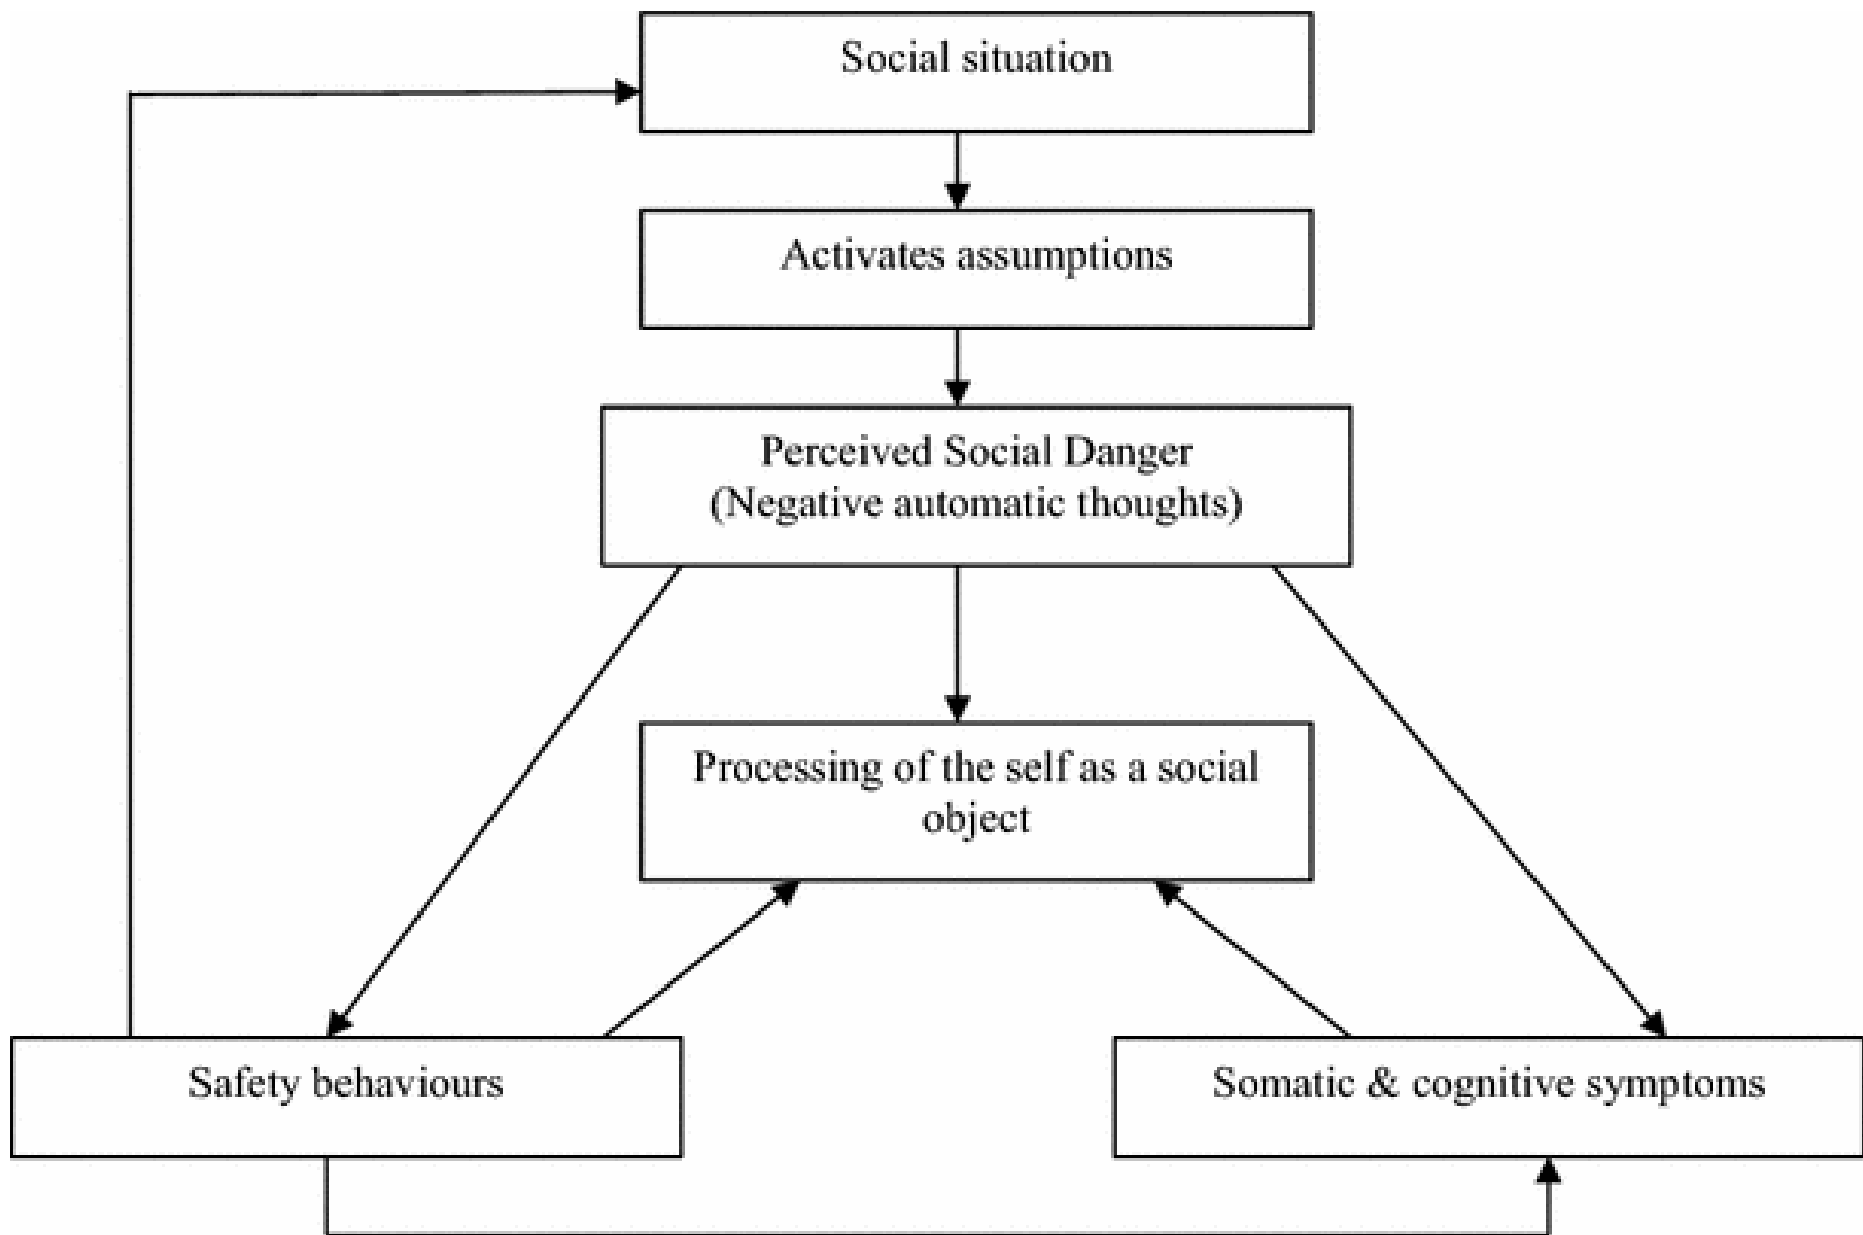 Social situation
Activates assumptions
Perceived Social Danger
(Negative automatic thoughts)
Processing of the self as a social
object
Safety behaviours
Somatic & cognitive symptoms